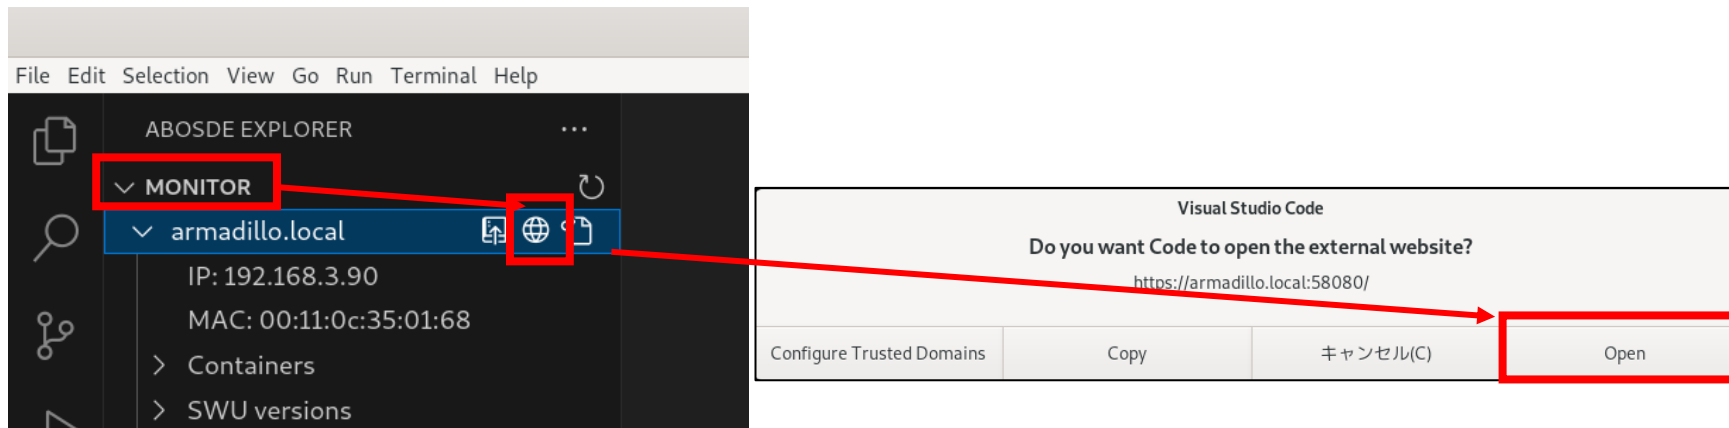 File Edit Selection View Go Run Terminal Help
ABOSDE EXPLORER
MONITOR
armadillo.local
IP: 192.168.3.90
MAC: 00:11:0c:35:01:68
Containers
SWU versions
Visual Studio Code
Do you want Code to open the external website?
https://armadillo.local:58080/
Configure Trusted Domains Copy キャンセル(C) Open